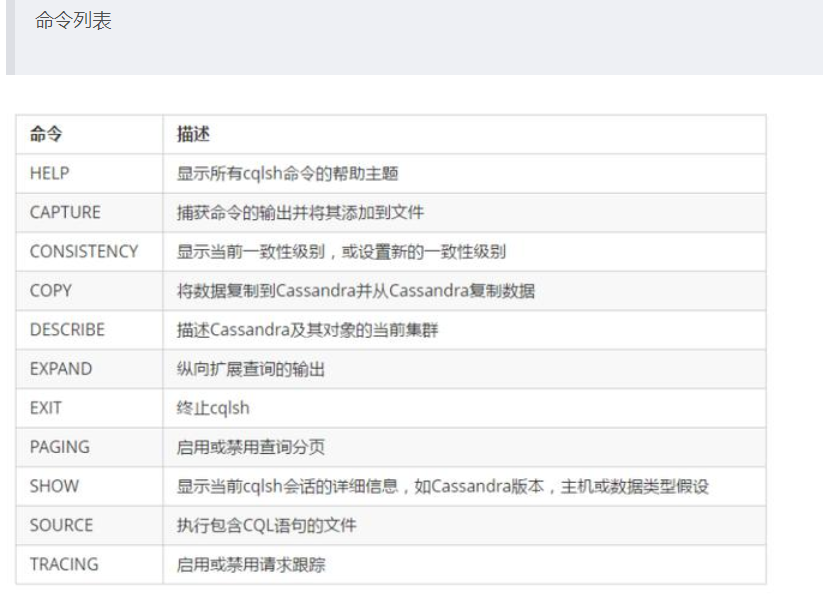 命令列表
命令 描述
HELP 显示所有cqlsh命令的帮助主题
CAPTURE 捕获命令的输出并将其添加到文件
CONSISTENCY 显示当前一致性级别，或设置新的一致性级别
COPY 将数据复制到Cassandra并从Cassandra复制数据
DESCRIBE 描述Cassandra及其对象的当前集群
EXPAND 纵向扩展查询的输出
EXIT 终止cqlsh
PAGING 启用或禁用查询分页
SHOW 显示当前cqlsh会话的详细信息，如Cassandra版本，主机或数据类型假设
SOURCE 执行包含CQL语句的文件
TRACING 启用或禁用请求跟踪